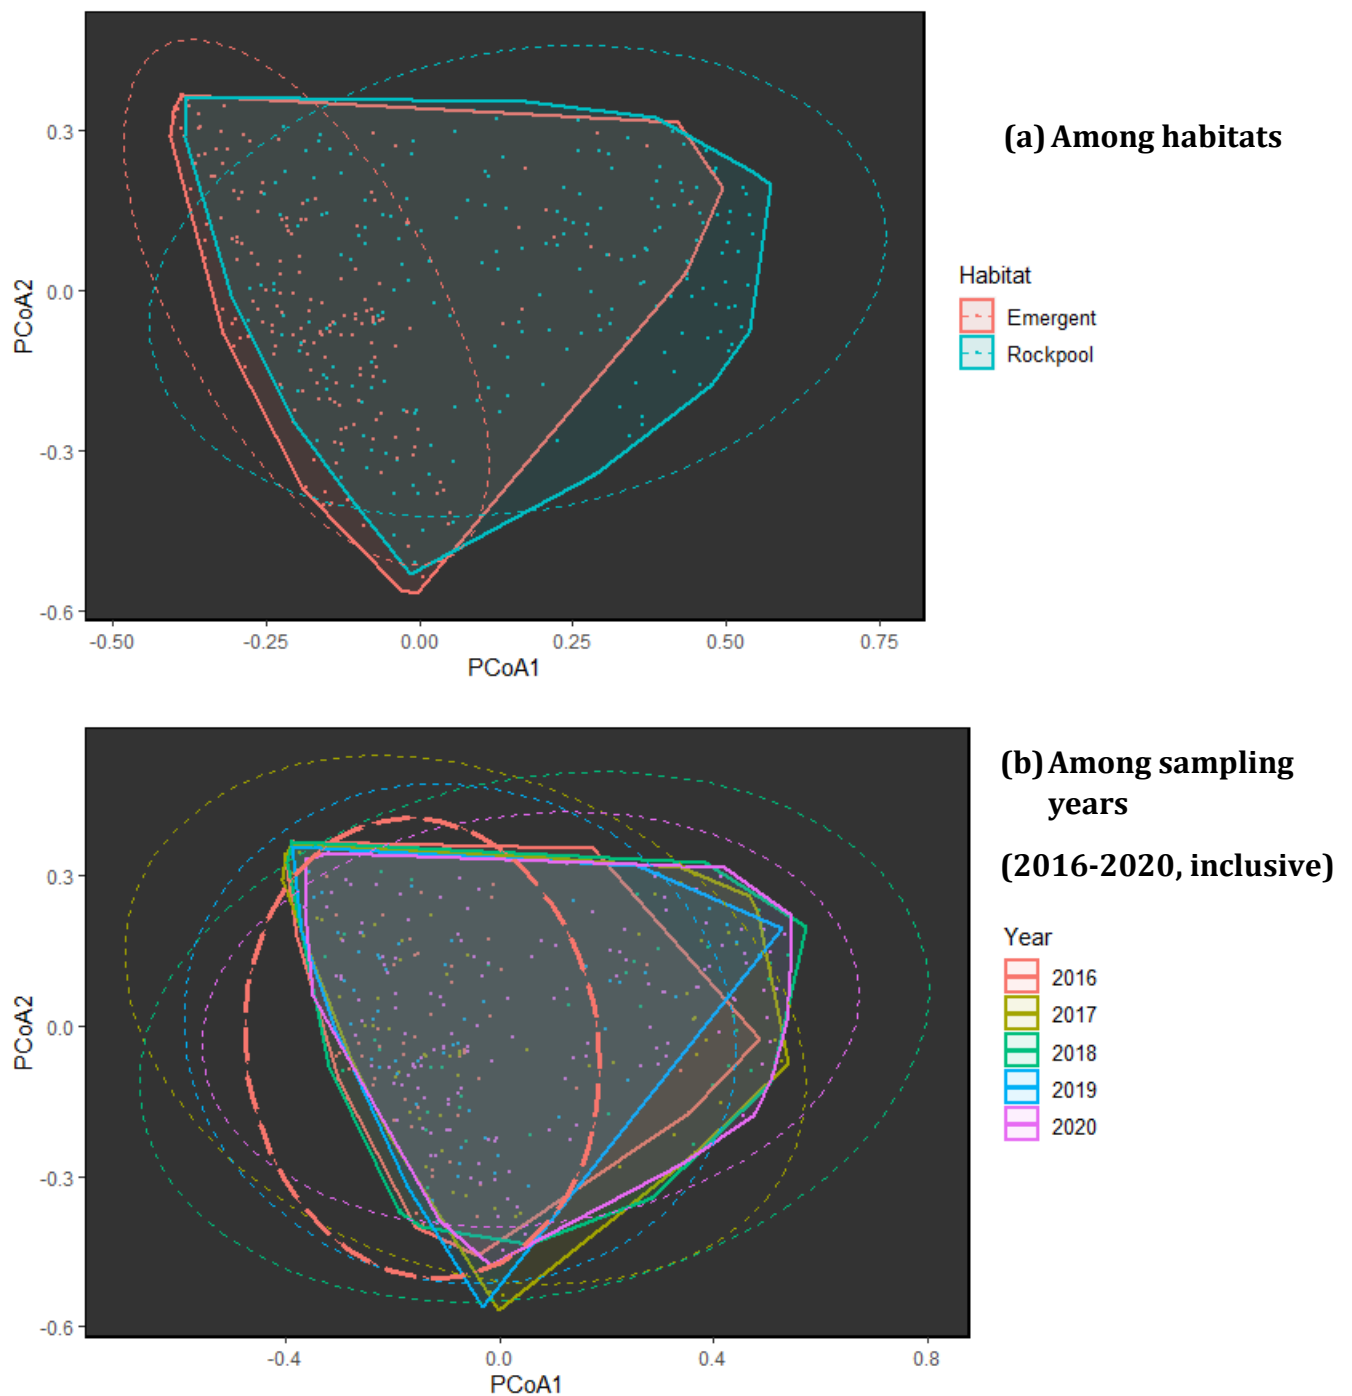 (a) Among habitats
0.3
0.0
-0.3
-0.6
PCoA2
-0.50
-0.25
0.00
0.25
0.50
0.75
PCoA1
Habitat
Emergent
Rockpool
(b) Among sampling
years
(2016-2020, inclusive)
0.3
0.0
-0.3
-0.6
PCoA2
-0.4
0.0
0.4
0.8
PCoA1
Year
2016
2017
2018
2019
2020